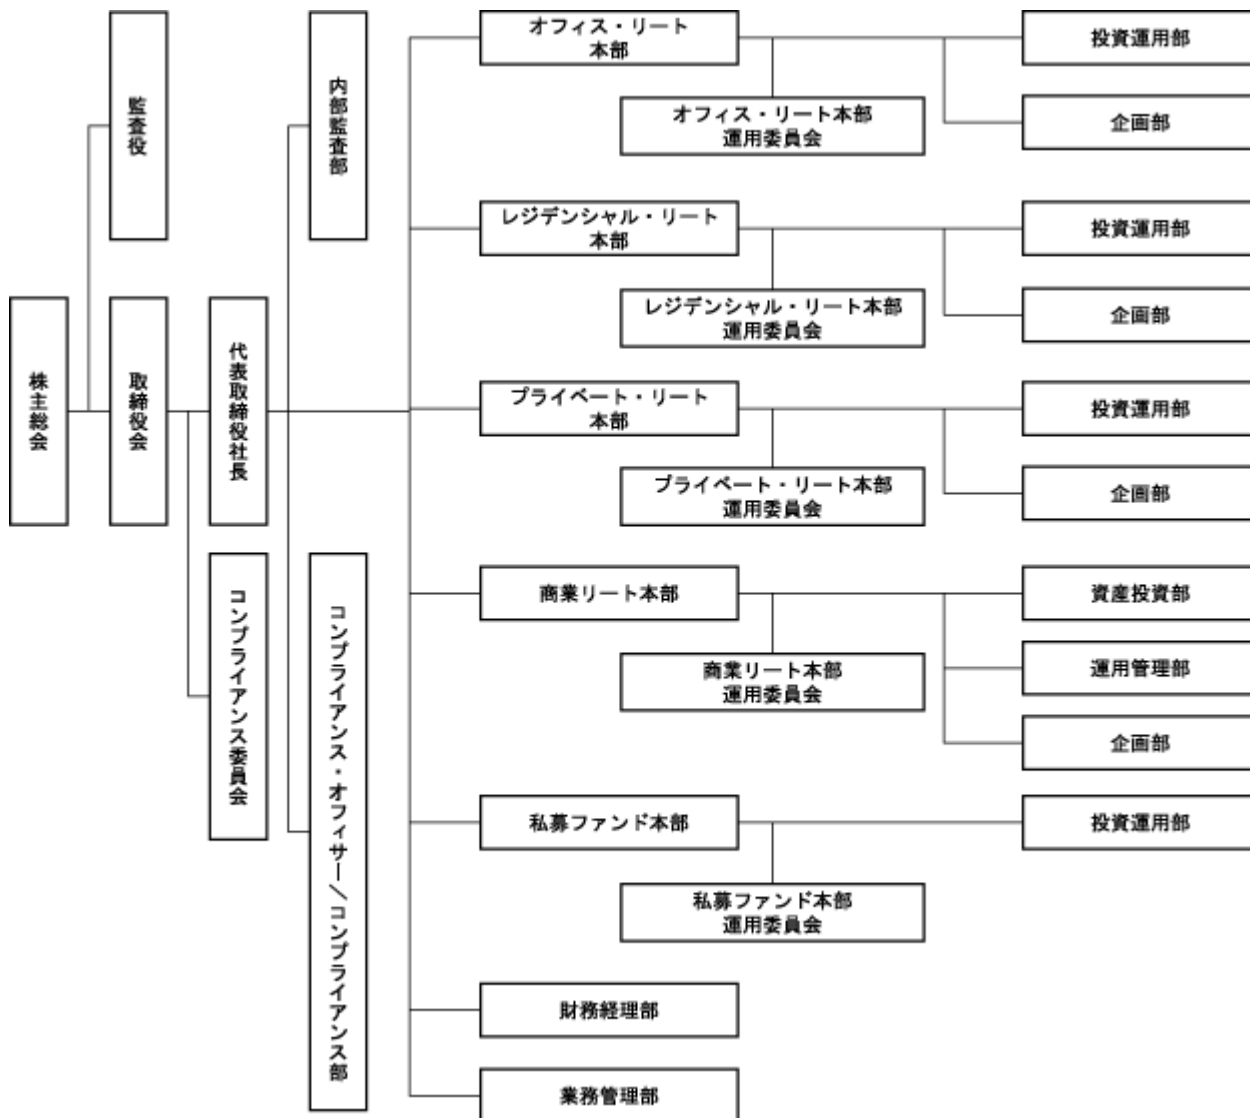 株主総会
監査役
取締役会
代表取締役社長
コンプライアンス委員会
内部監査部
コンプライアンス・オフィサー／コンプライアンス部
オフィス・リート
本部
オフィス・リート本部
運用委員会
投資運用部
企画部
レジデンシャル・リート
本部
レジデンシャル・リート本部
運用委員会
投資運用部
企画部
プライベート・リート
本部
プライベート・リート本部
運用委員会
投資運用部
企画部
商業リート本部
商業リート本部
運用委員会
資産投資部
運用管理部
企画部
私募ファンド本部
私募ファンド本部
運用委員会
投資運用部
財務経理部
業務管理部